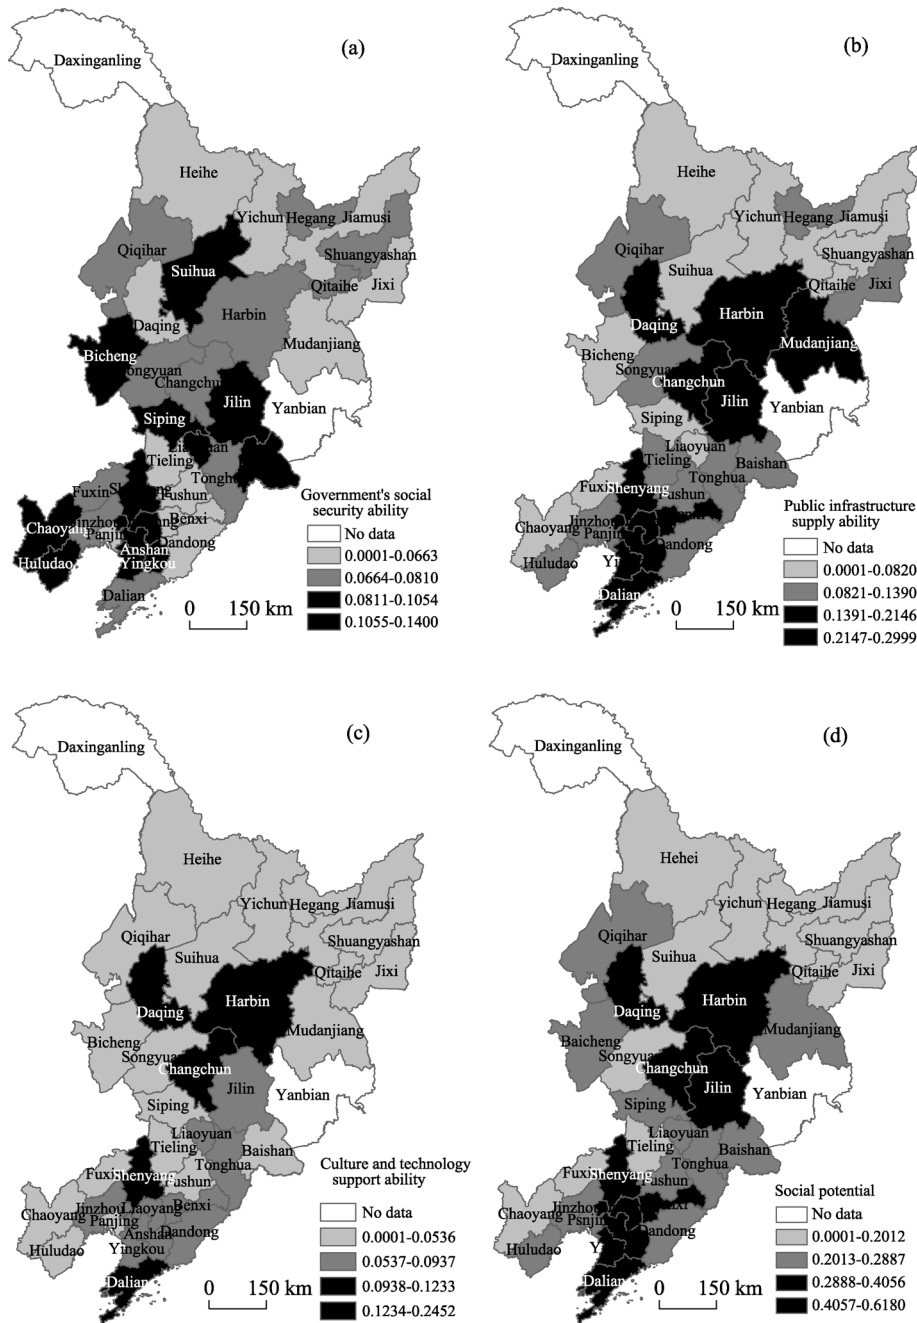 (a)
Daxinganling
Heihe
Yichun
Hegang
Jiamusi
Qiqihar
Shuangyashan
Suihua
Qitaihe
Jixi
Harbin
Daqing
Mudanjiang
Bicheng
Changchun
Jilin
Yanbian
Siping
Tieling
Fuxin
Fushun
Chaoyang
Benxi
Panjin
Dandong
Anshan
Huludao
Yingkou
Dalian
Government's social
security ability
No data
0.0001-0.0663
0.0664-0.0810
0.0811-0.1054
0.1055-0.1400
0 150 km
(b)
Daxinganling
Heihe
Yichun
Hegang
Jiamusi
Qiqihar
Shuangyashan
Suihua
Qitaihe
Jixi
Harbin
Daqing
Mudanjiang
Bicheng
Songyuan
Changchun
Jilin
Yanbian
Siping
Liaoyuan
Tieling
Baishan
Tonghua
Shenyang
Chaoyang
Jinzhou
Panjin
Huludao
Dalian
Public infrastructure
supply ability
No data
0.0001-0.0820
0.0821-0.1390
0.1391-0.2146
0.2147-0.2999
0 150 km
(c)
Daxinganling
Heihe
Yichun
Hegang
Jiamusi
Qiqihar
Shuangyashan
Suihua
Qitaihe
Jixi
Harbin
Daqing
Mudanjiang
Bicheng
Changchun
Jilin
Yanbian
Siping
Liaoyuan
Tieling
Baishan
Tonghua
Shenyang
Jinzhou
Liaoyang
Benxi
Chaoyang
Panjing
Anshan
Dandong
Huludao
Yingkou
Dalian
Culture and technology
support ability
No data
0.0001-0.0536
0.0537-0.0937
0.0938-0.1233
0.1234-0.2452
0 150 km
(d)
Daxinganling
Hehei
yichun
Hegang
Jiamusi
Qiqihar
Shuangyashan
Suihua
Qitaihe
Jixi
Harbin
Daqing
Mudanjiang
Baicheng
Changchun
Jilin
Yanbian
Siping
Liaoyuan
Tieling
Baishan
Tonghua
Shenyang
Chaoyang
Jinzhou
Huludao
Dalian
Social potential
No data
0.0001-0.2012
0.2013-0.2887
0.2888-0.4056
0.4057-0.6180
0 150 km